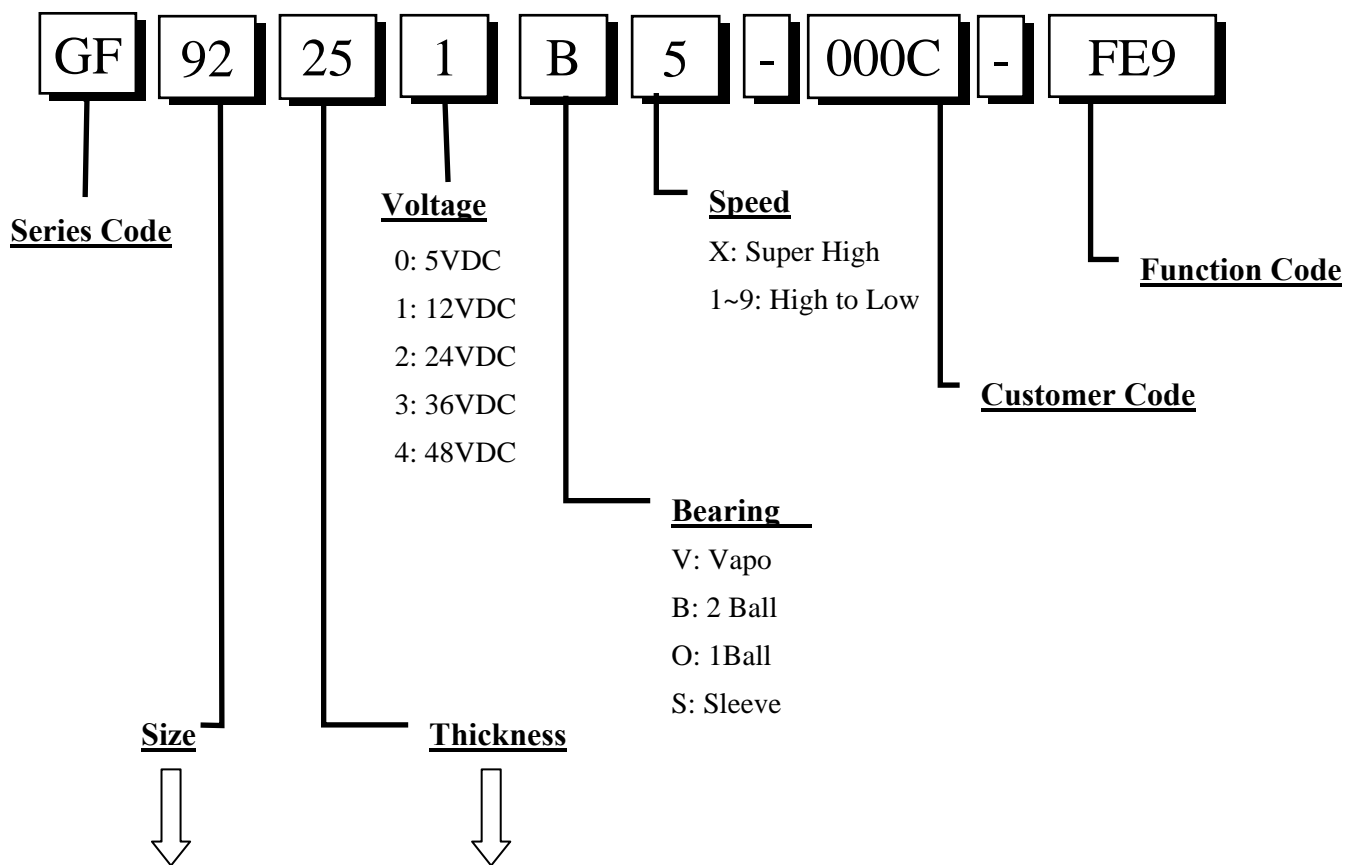 GF 92 25 1 B 5 - 000C - FE9
Series Code
Voltage
0: 5VDC
1: 12VDC
2: 24VDC
3: 36VDC
4: 48VDC
Speed
X: Super High
1~9: High to Low
Function Code
Customer Code
Bearing
V: Vapo
B: 2 Ball
O: 1Ball
S: Sleeve
Size
Thickness